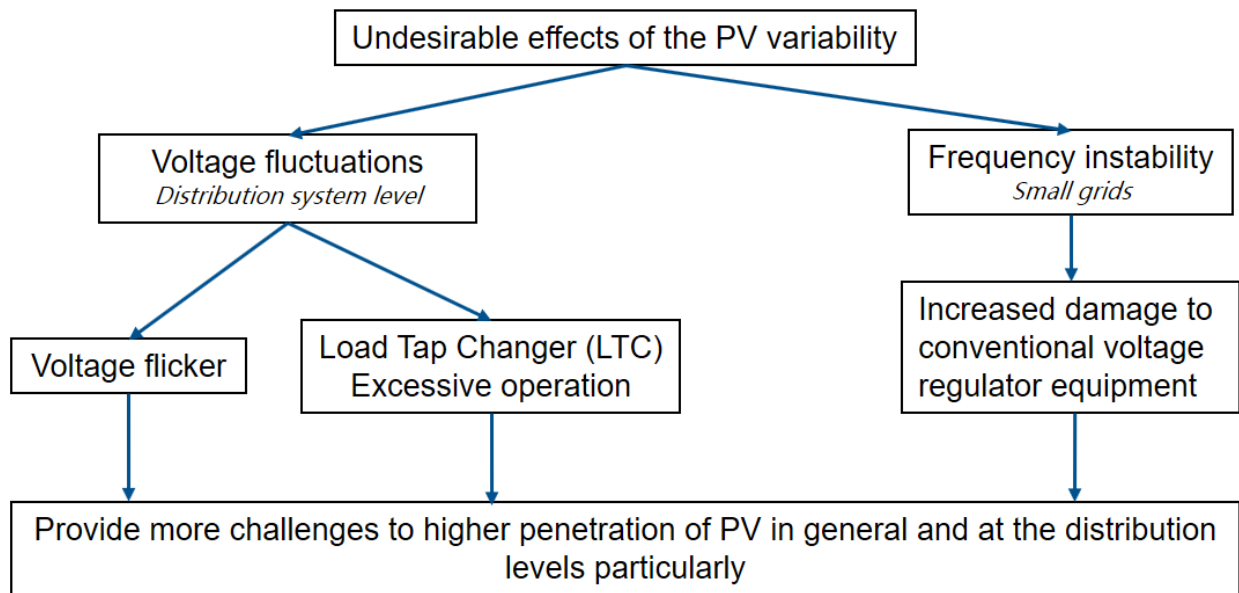 Undesirable effects of the PV variability
Voltage fluctuations
Distribution system level
Frequency instability
Small grids
Voltage flicker
Load Tap Changer (LTC)
Excessive operation
Increased damage to
conventional voltage
regulator equipment
Provide more challenges to higher penetration of PV in general and at the distribution
levels particularly